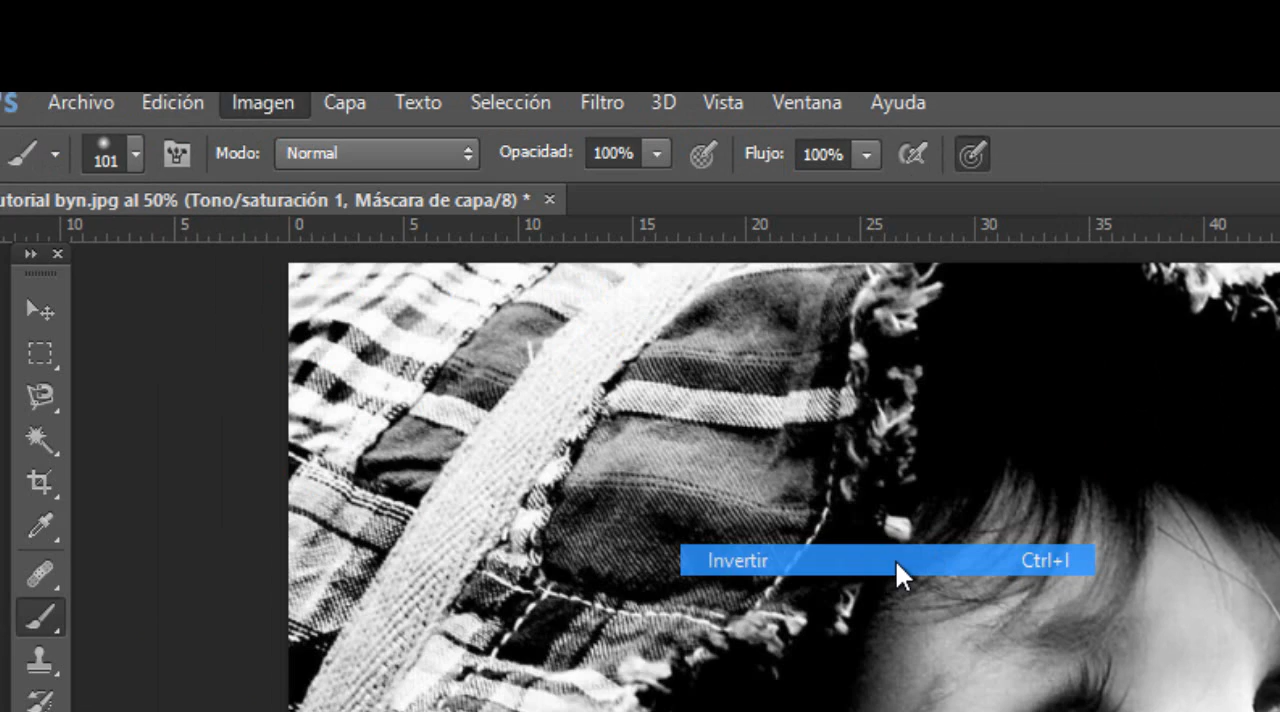 Archivo Edición Imagen Capa Texto Selección Filtro 3D Vista Ventana Ayuda
101 Modo: Normal Opacidad: 100% Flujo: 100%
utorial byn.jpg al 50% (Tono/saturación 1, Máscara de capa/8) * ×
10 5 0 5 10 15 20 25 30 35 40
Invertir Ctrl+I